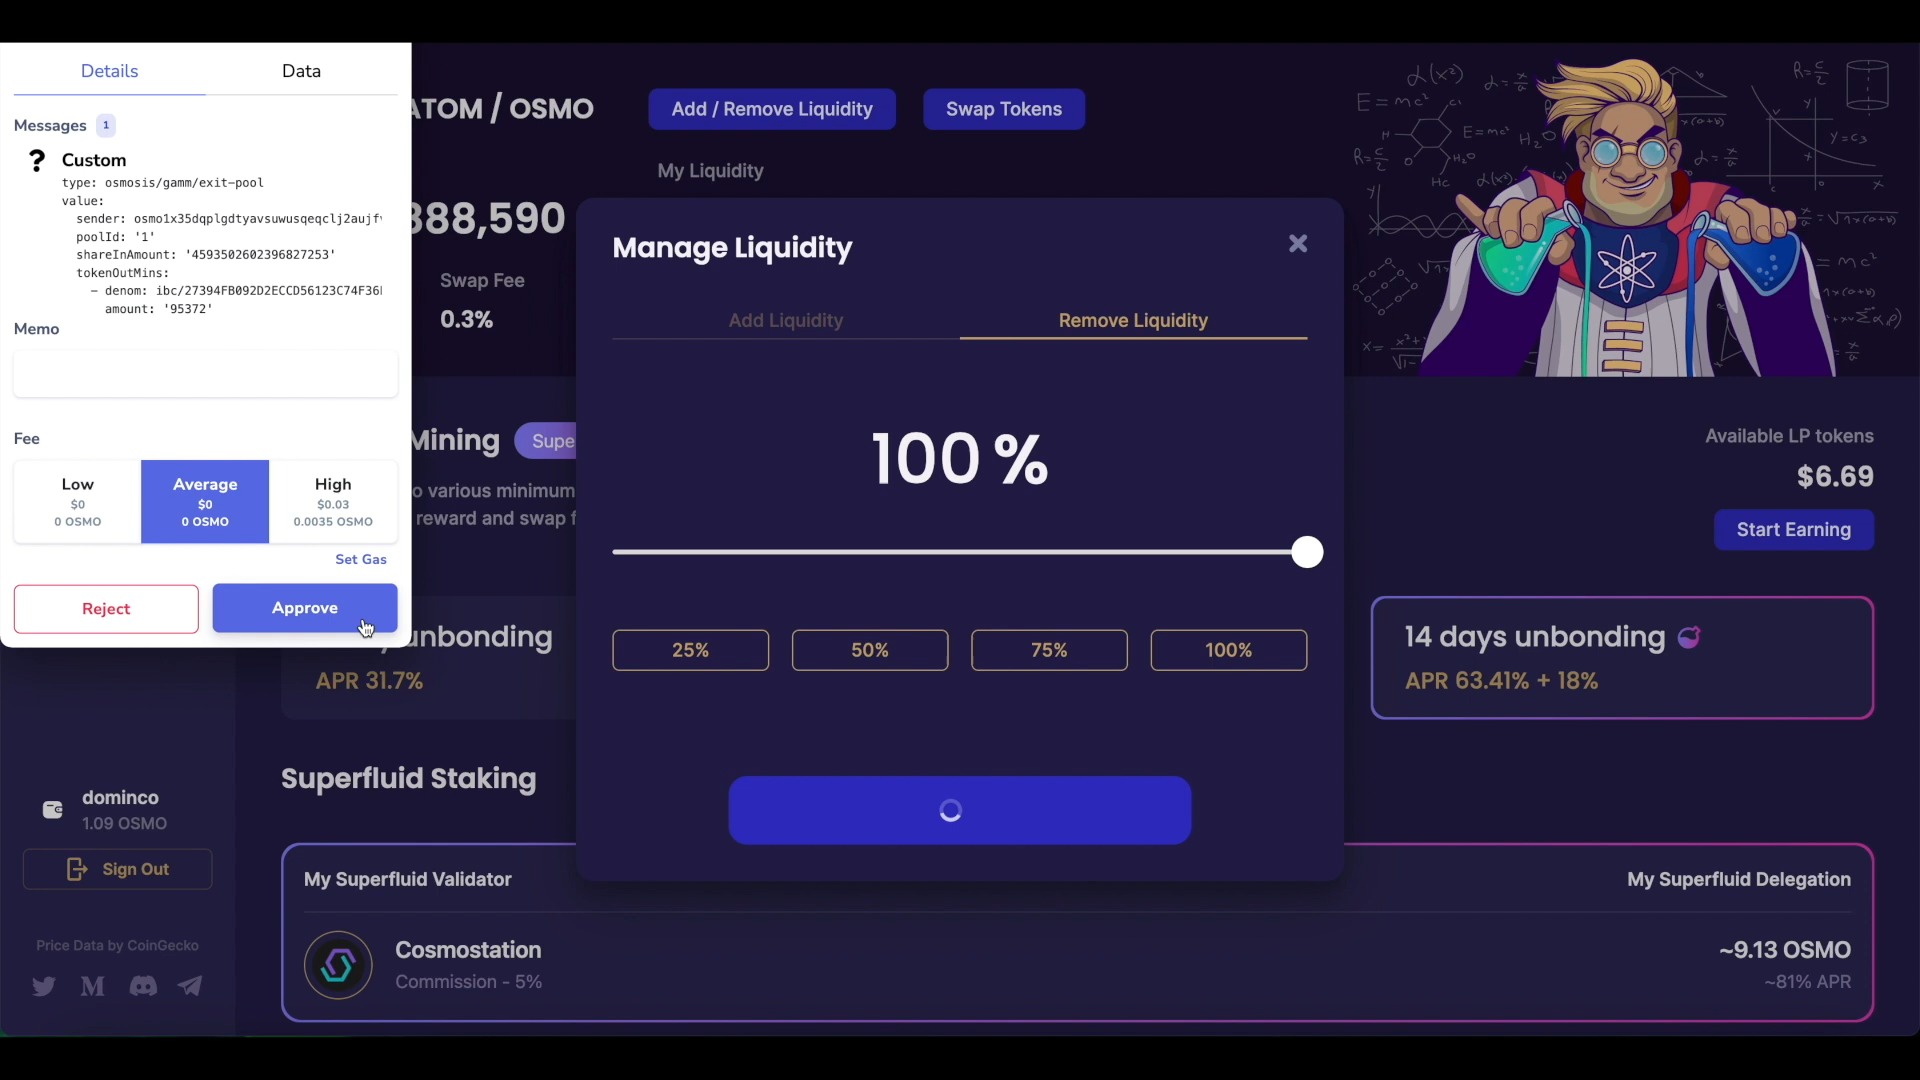 Details
Data
Messages 1
? Custom
type: osmosis/gamm/exit-pool
value:
sender: osmo1x35dqplgdtyavsuwusqeqclj2aujf
poolId: '1'
shareInAmount: '4593502602396827253'
tokenOutMins:
– denom: ibc/27394FB092D2ECCD56123C74F36
amount: '95372'
Memo
Fee
Low
$0
0 OSMO
Average
$0
0 OSMO
High
$0.03
0.0035 OSMO
Set Gas
Reject
Approve
ATOM / OSMO
Add / Remove Liquidity
Swap Tokens
My Liquidity
388,590
Swap Fee
0.3%
Manage Liquidity
Add Liquidity
Remove Liquidity
100 %
25%
50%
75%
100%
Mining
Supe
o various minimum
reward and swap f
Available LP tokens
$6.69
Start Earning
unbonding
APR 31.7%
14 days unbonding
APR 63.41% + 18%
Superfluid Staking
My Superfluid Validator
My Superfluid Delegation
Cosmostation
Commission - 5%
~9.13 OSMO
~81% APR
dominco
1.09 OSMO
Sign Out
Price Data by CoinGecko